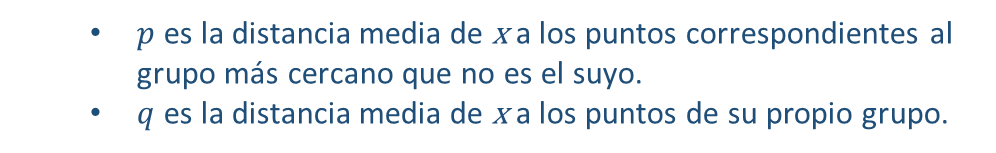 • p es la distancia media de x a los puntos correspondientes al
grupo más cercano que no es el suyo.
• q es la distancia media de x a los puntos de su propio grupo.